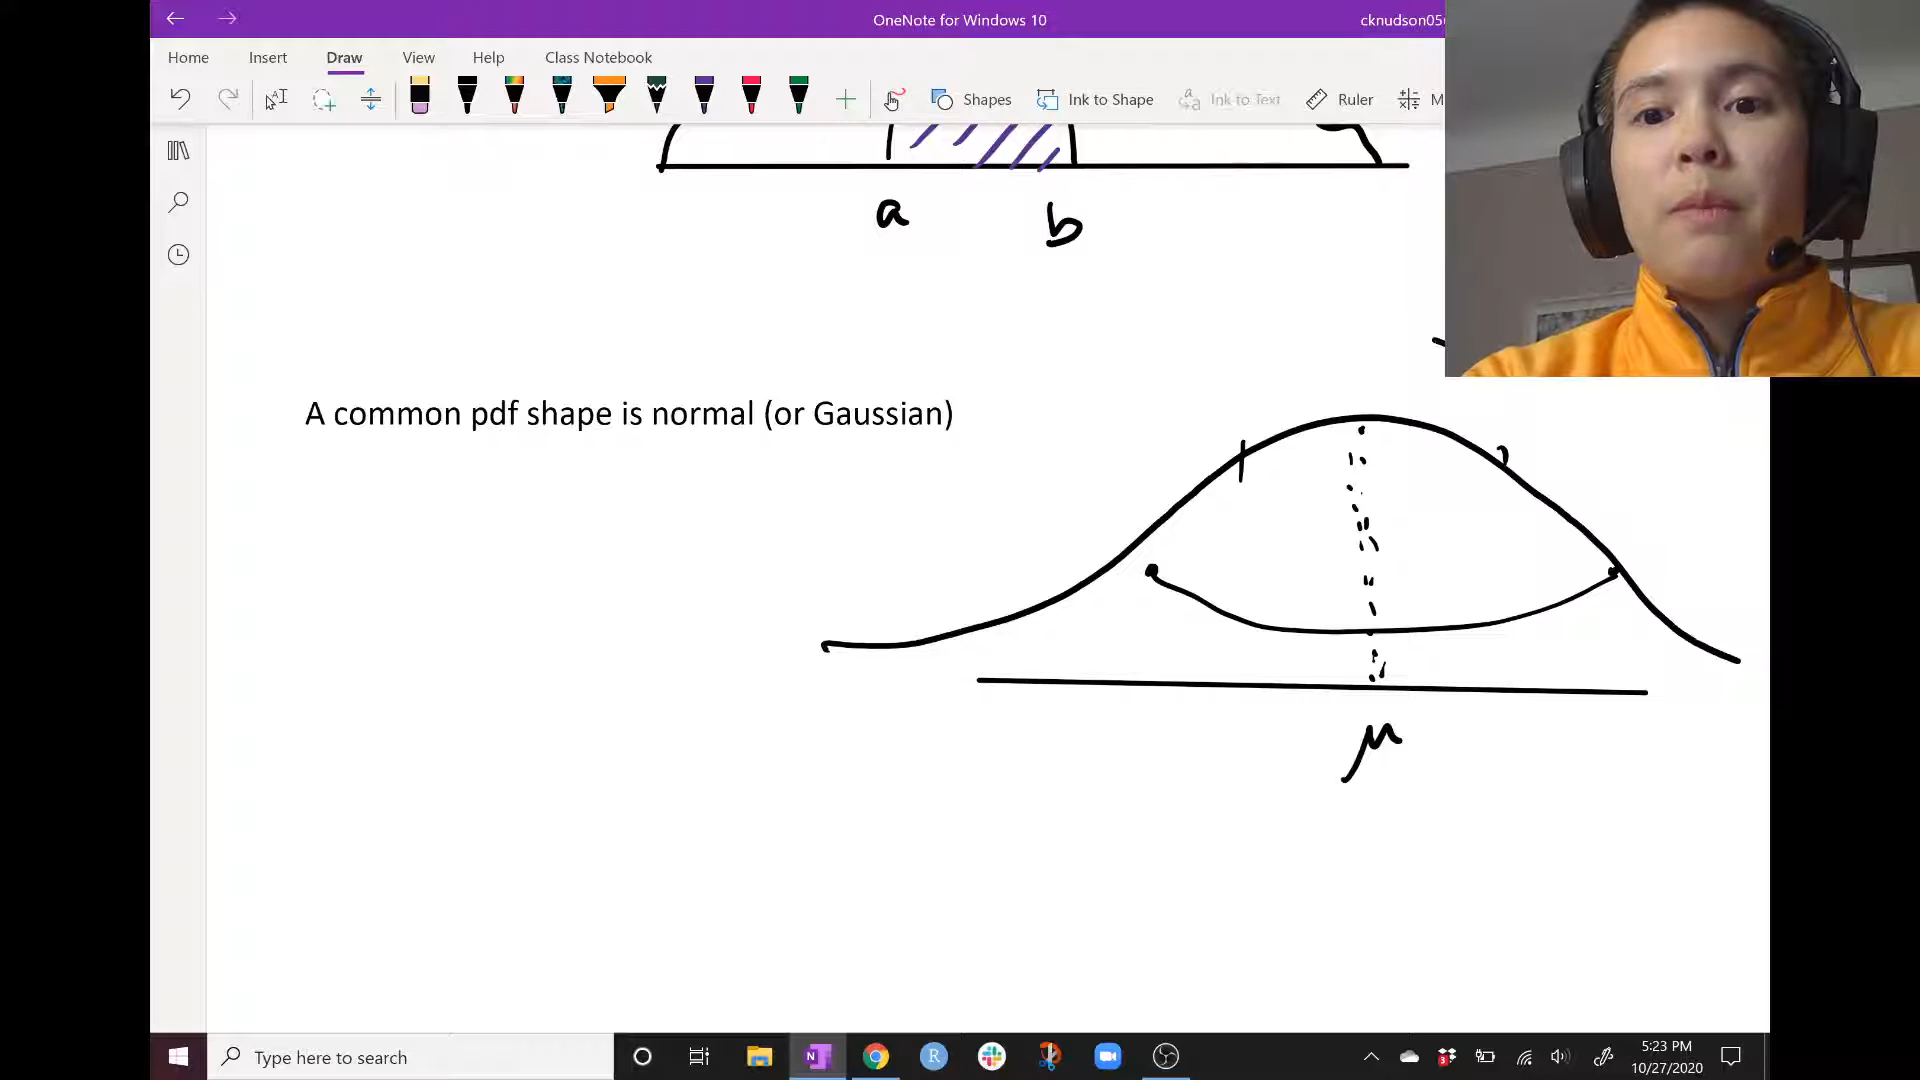 OneNote for Windows 10
cknudson05
Home Insert Draw View Help Class Notebook
Shapes Ink to Shape Ink to Text Ruler M
a b
A common pdf shape is normal (or Gaussian)
μ
Type here to search
5:23 PM
10/27/2020